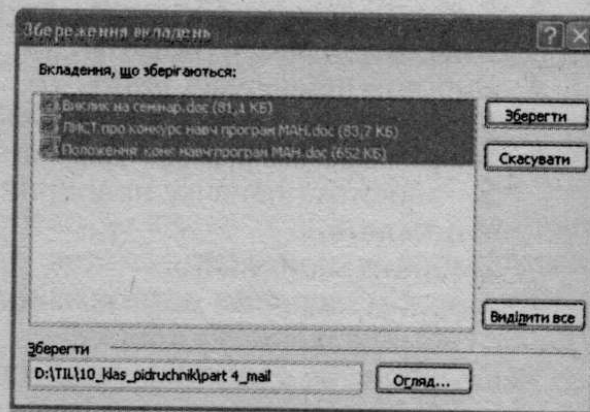 Збереження вкладень
Вкладення, що зберігаються:
Виклик на семінар.doc (81,1 КБ)
ЛИСТ про конкурс навч програм МАН.doc (83,7 КБ)
Положення конк навч програм МАН.doc (652 КБ)
Зберегти
Скасувати
Виділити все
Зберегти
D:\TIL\10_klas_pidruchnik\part 4_mail
Огляд...